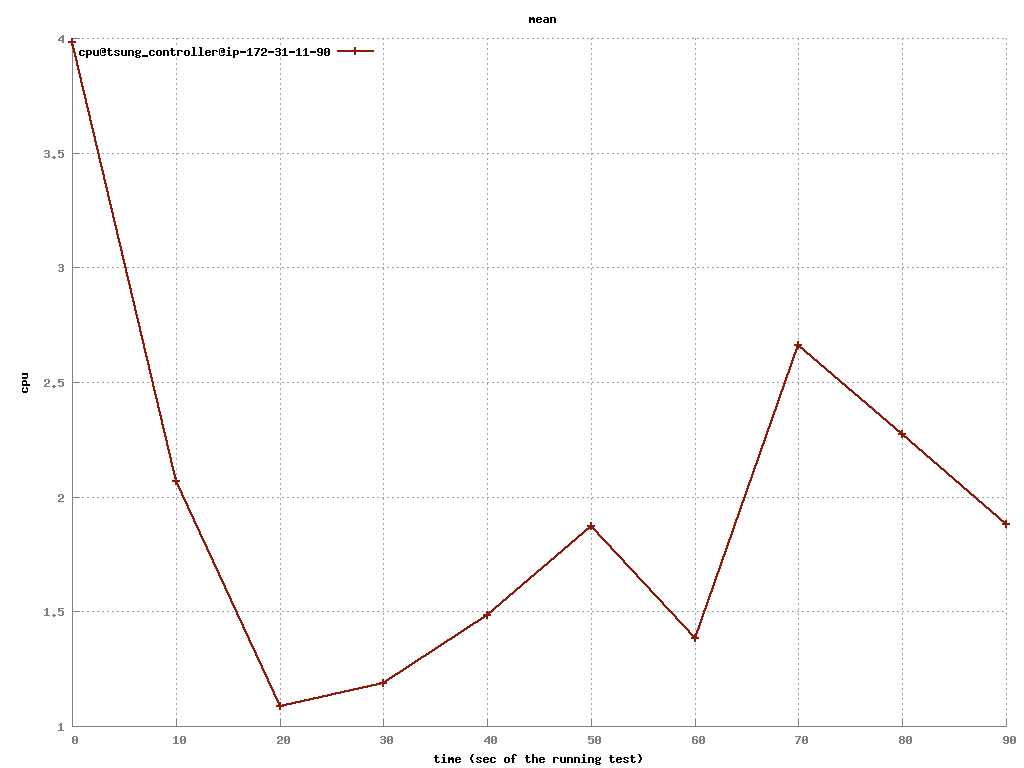 mean
cpu@tsung_controller@ip-172-31-11-90
4
3.5
3
2.5
2
1.5
1
cpu
0 10 20 30 40 50 60 70 80 90
time (sec of the running test)